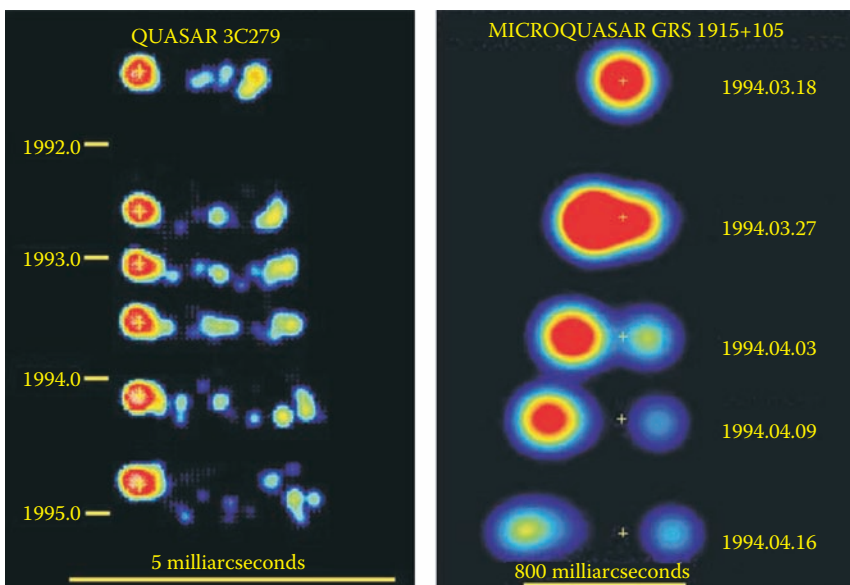 QUASAR 3C279
1992.0
1993.0
1994.0
1995.0
5 milliarcseconds
MICROQUASAR GRS 1915+105
1994.03.18
1994.03.27
1994.04.03
1994.04.09
1994.04.16
800 milliarcseconds